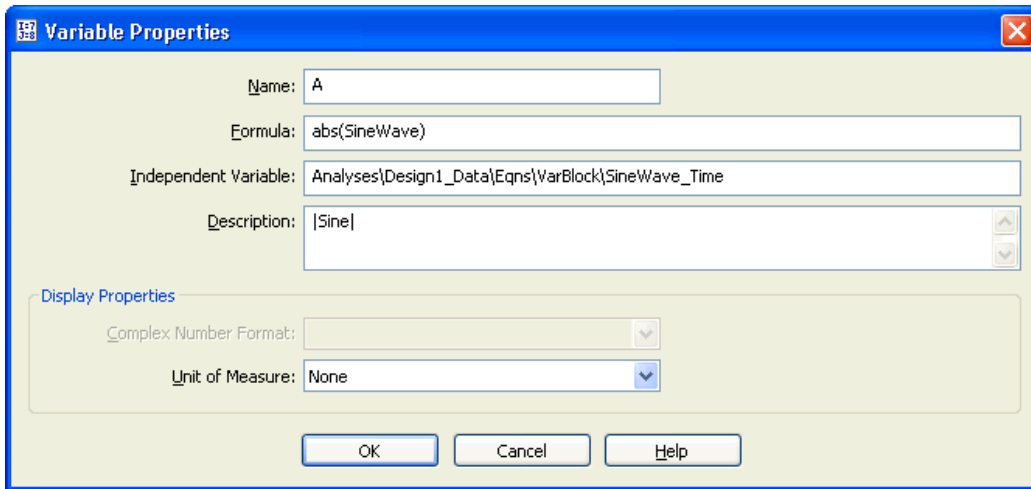 Variable Properties
Name: A
Formula: abs(SineWave)
Independent Variable: Analyses\Design1_Data\Eqns\VarBlock\SineWave_Time
Description: |Sine|
Display Properties
Complex Number Format:
Unit of Measure: None
OK Cancel Help